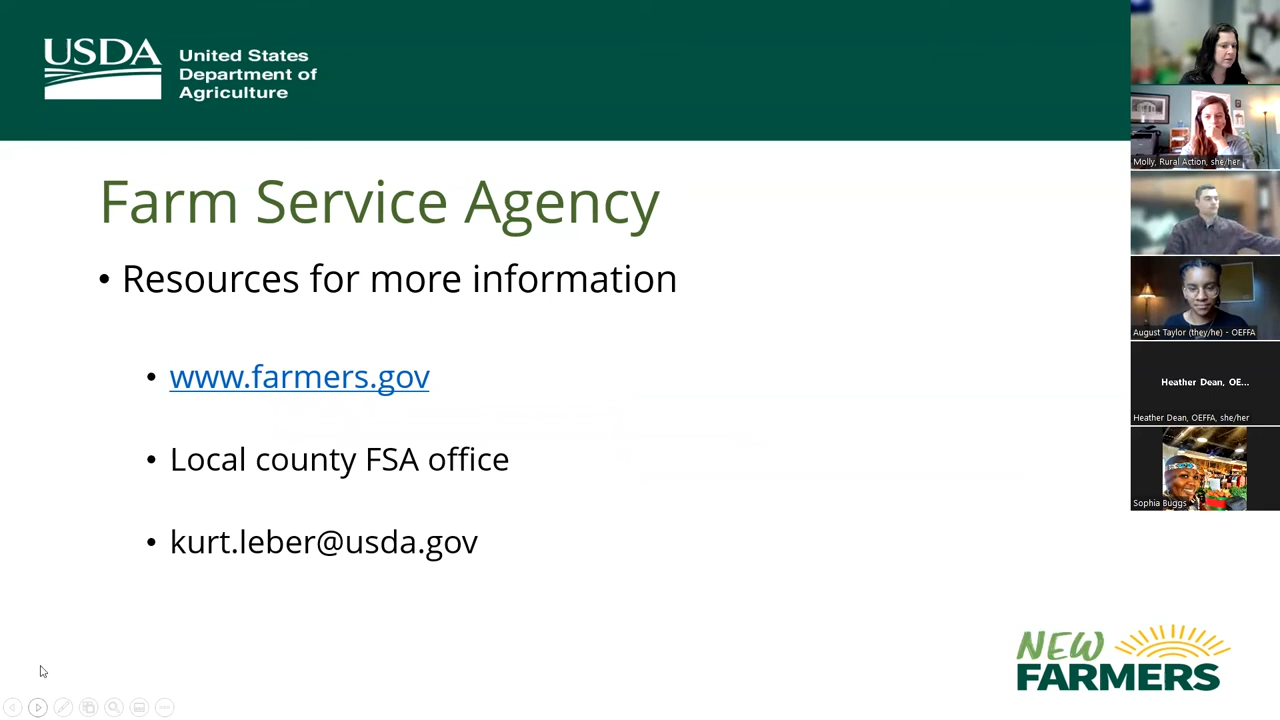 USDA
United States
Department of
Agriculture
Farm Service Agency
• Resources for more information
• www.farmers.gov
• Local county FSA office
• kurt.leber@usda.gov
NEW
FARMERS
Molly, Rural Action, she/her
August Taylor (they/he) - OEFFA
Heather Dean, OE...
Heather Dean, OEFFA, she/her
Sophia Buggs